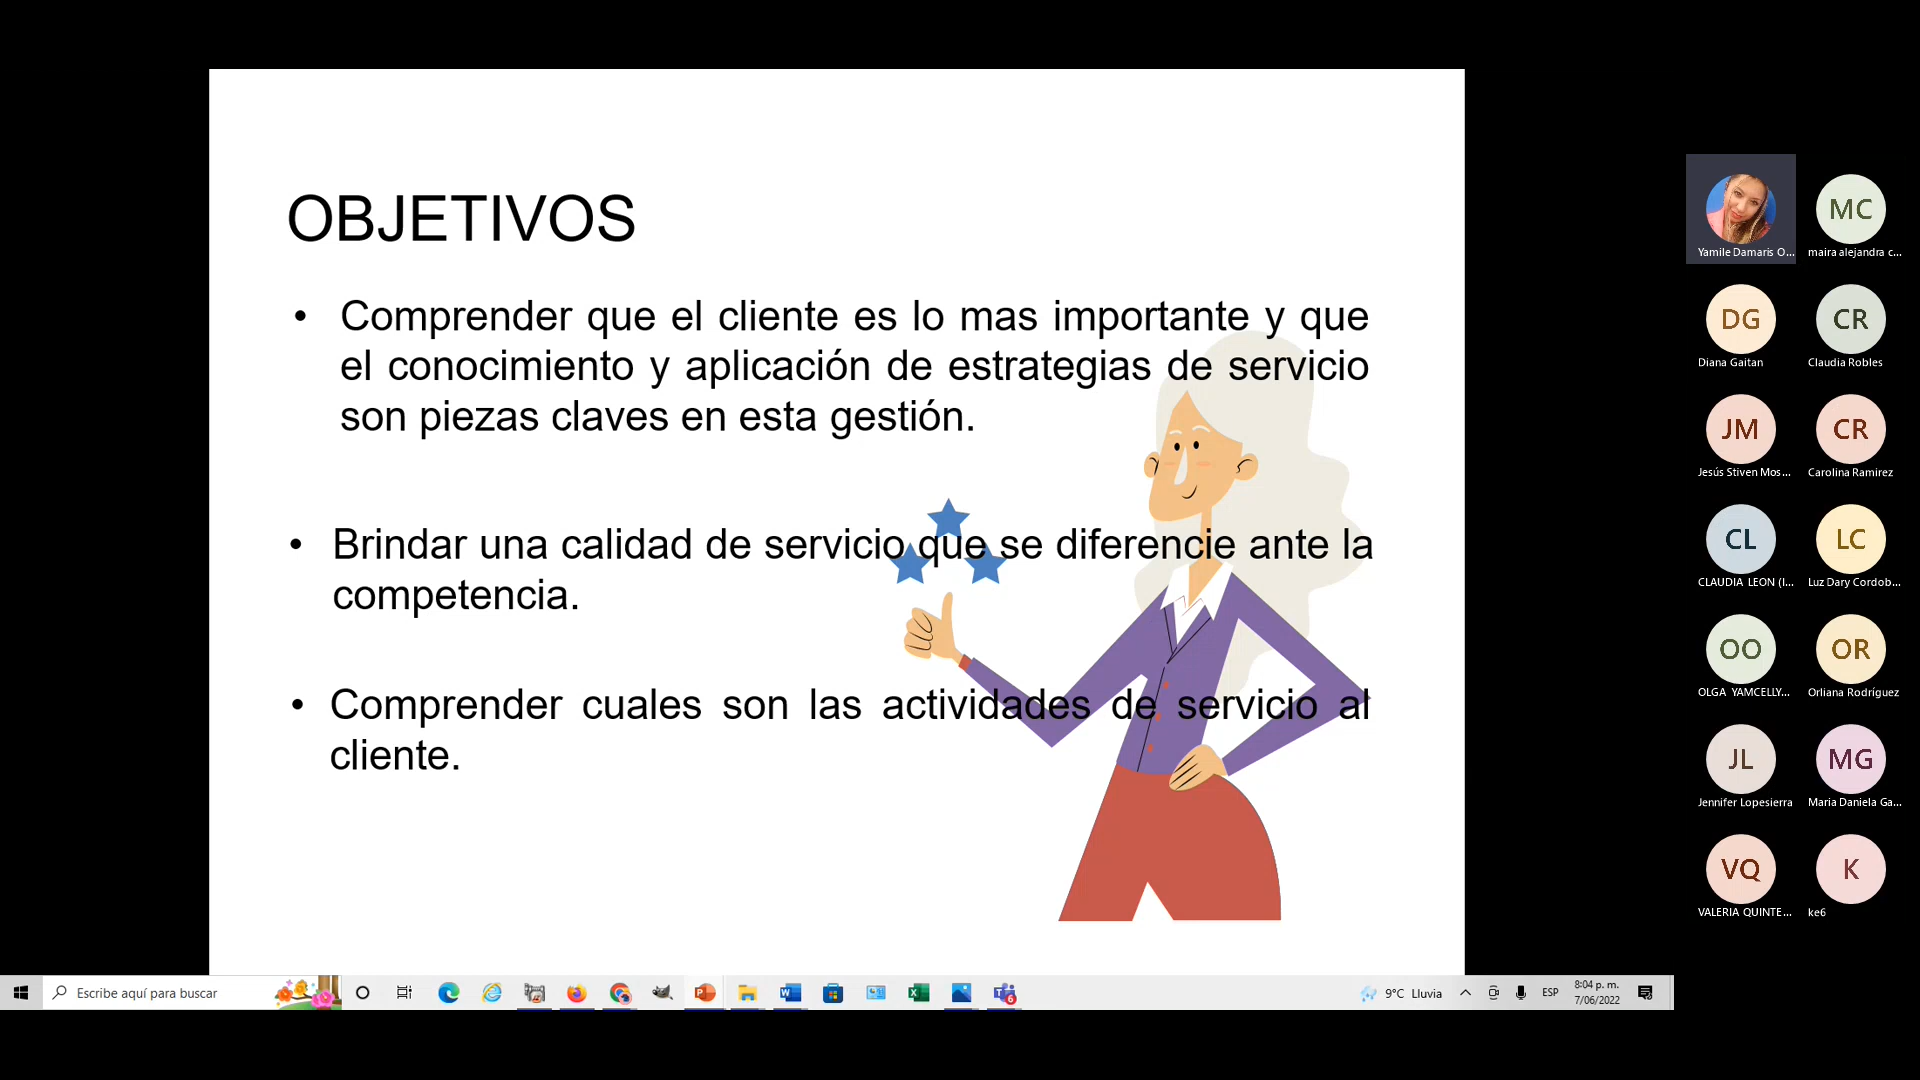 OBJETIVOS
• Comprender que el cliente es lo mas importante y que
el conocimiento y aplicación de estrategias de servicio
son piezas claves en esta gestión.
• Brindar una calidad de servicio que se diferencie ante la
competencia.
• Comprender cuales son las actividades de servicio al
cliente.
Yamile Damaris O...
MC
maira alejandra c...
DG
Diana Gaitan
CR
Claudia Robles
JM
Jesús Stiven Mos...
CR
Carolina Ramirez
CL
CLAUDIA LEON (I...
LC
Luz Dary Cordob...
OO
OLGA YAMCELLY...
OR
Orliana Rodríguez
JL
Jennifer Lopesierra
MG
Maria Daniela Ga...
VQ
VALERIA QUINTE...
K
ke6
Escribe aquí para buscar
6
9°C Lluvia
ESP
8:04 p. m.
7/06/2022